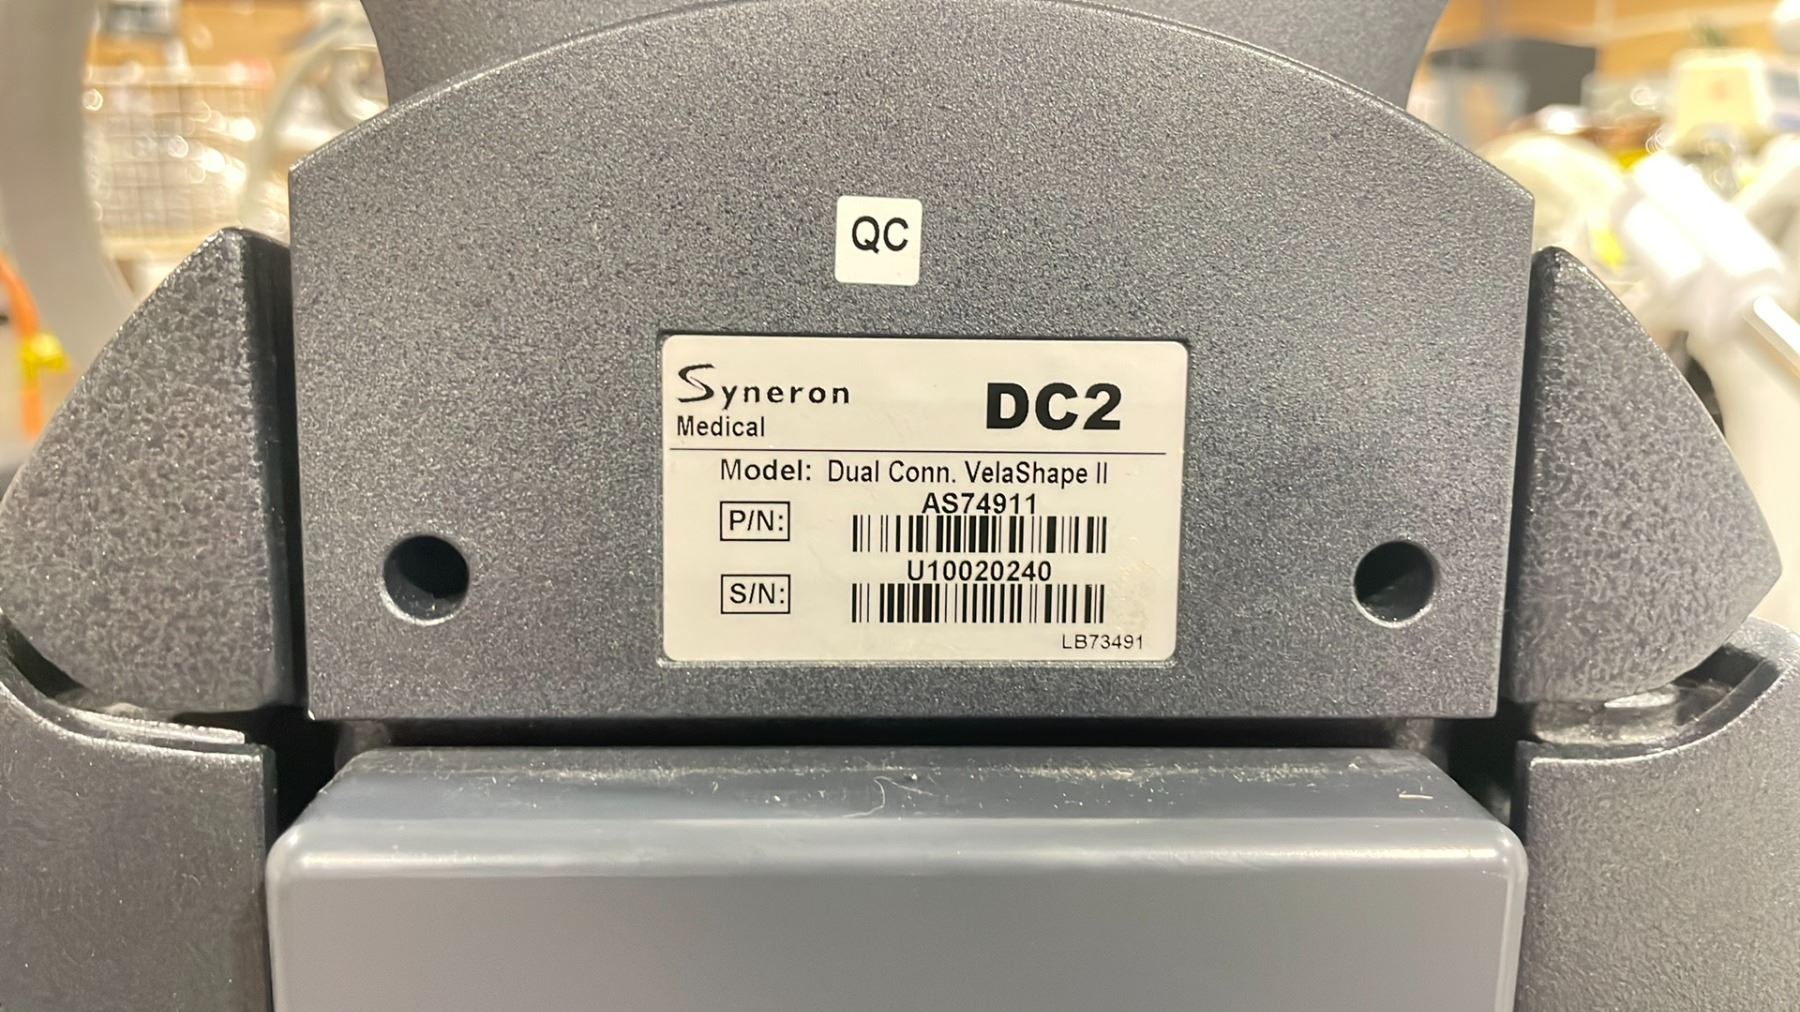 QC
Syneron
Medical
DC2
Model: Dual Conn. VelaShape II
AS74911
P/N:
U10020240
S/N:
LB73491